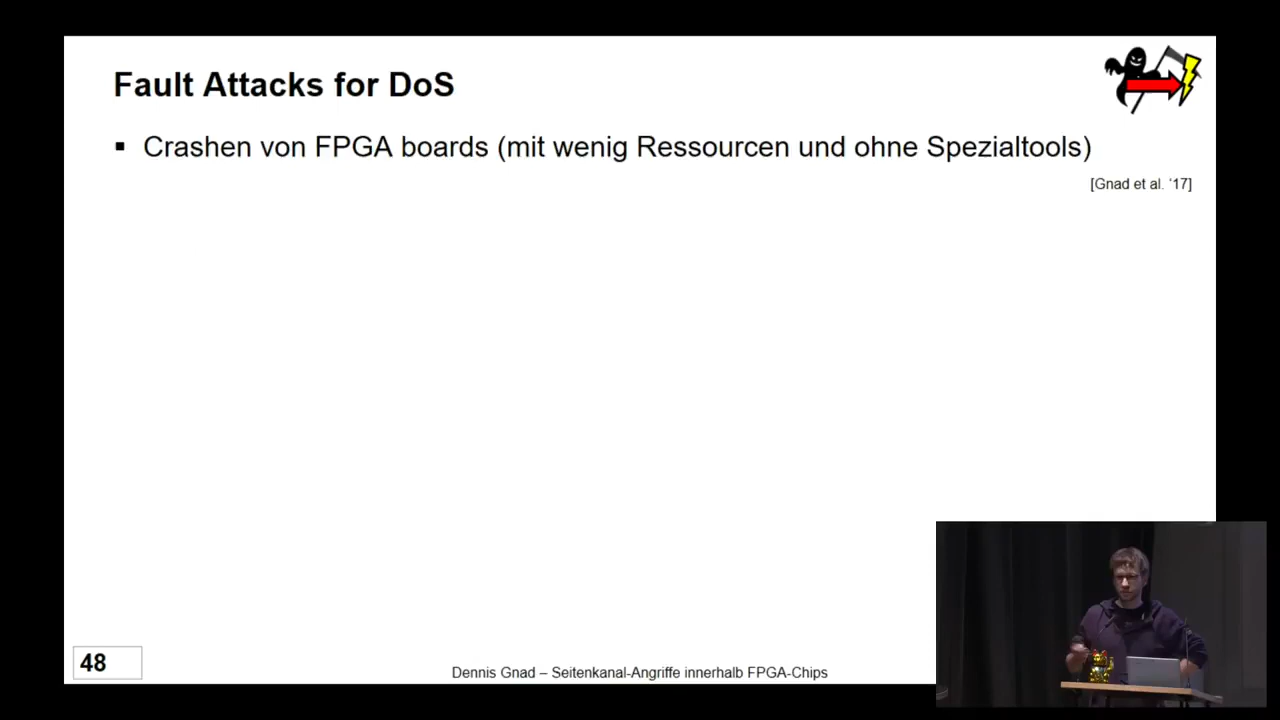 Fault Attacks for DoS
▪ Crashen von FPGA boards (mit wenig Ressourcen und ohne Spezialtools)
[Gnad et al. ‘17]
48
Dennis Gnad – Seitenkanal-Angriffe innerhalb FPGA-Chips